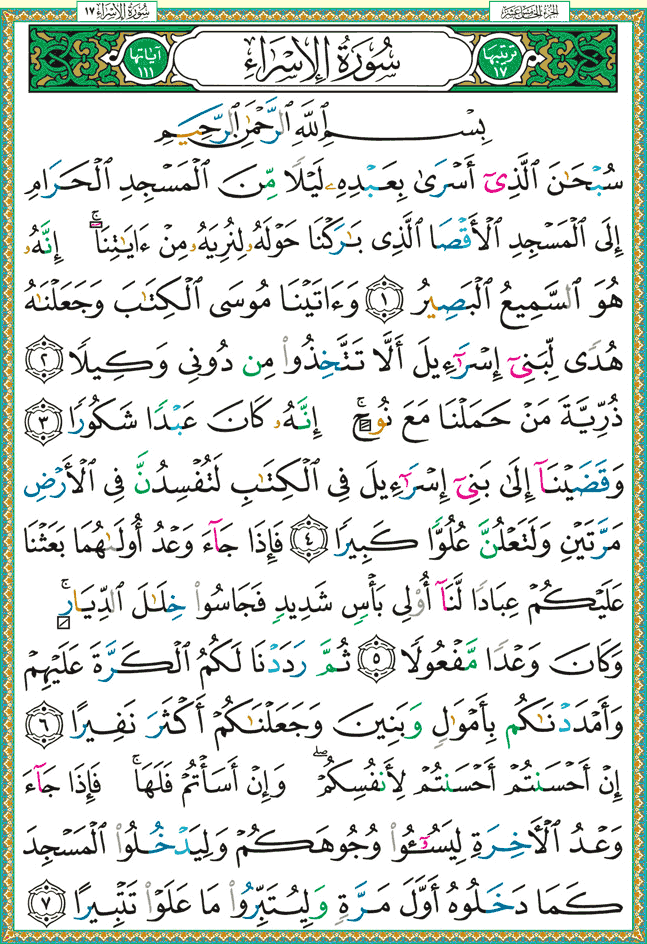 الجزء الخامس عشر
سُورَةُ الإِسْرَاءِ ١٧
ترتيبها ١٧
سُورَةُ الإِسْرَاءِ
آياتها ١١١
بِسْمِ ٱللَّهِ ٱلرَّحْمَٰنِ ٱلرَّحِيمِ
سُبْحَٰنَ ٱلَّذِىٓ أَسْرَىٰ بِعَبْدِهِۦ لَيْلًا مِّنَ ٱلْمَسْجِدِ ٱلْحَرَامِ
إِلَى ٱلْمَسْجِدِ ٱلْأَقْصَا ٱلَّذِى بَٰرَكْنَا حَوْلَهُۥ لِنُرِيَهُۥ مِنْ ءَايَٰتِنَآ ۚ إِنَّهُۥ
هُوَ ٱلسَّمِيعُ ٱلْبَصِيرُ ١ وَءَاتَيْنَا مُوسَى ٱلْكِتَٰبَ وَجَعَلْنَٰهُ
هُدًى لِّبَنِىٓ إِسْرَٰٓءِيلَ أَلَّا تَتَّخِذُوا۟ مِن دُونِى وَكِيلًا ٢
ذُرِّيَّةَ مَنْ حَمَلْنَا مَعَ نُوحٍ ۚ إِنَّهُۥ كَانَ عَبْدًا شَكُورًا ٣
وَقَضَيْنَآ إِلَىٰ بَنِىٓ إِسْرَٰٓءِيلَ فِى ٱلْكِتَٰبِ لَتُفْسِدُنَّ فِى ٱلْأَرْضِ
مَرَّتَيْنِ وَلَتَعْلُنَّ عُلُوًّا كَبِيرًا ٤ فَإِذَا جَآءَ وَعْدُ أُولَىٰهُمَا بَعَثْنَا
عَلَيْكُمْ عِبَادًا لَّنَآ أُو۟لِى بَأْسٍ شَدِيدٍ فَجَاسُوا۟ خِلَٰلَ ٱلدِّيَارِ ۚ
وَكَانَ وَعْدًا مَّفْعُولًا ٥ ثُمَّ رَدَدْنَا لَكُمُ ٱلْكَرَّةَ عَلَيْهِمْ
وَأَمْدَدْنَٰكُم بِأَمْوَٰلٍ وَبَنِينَ وَجَعَلْنَٰكُمْ أَكْثَرَ نَفِيرًا ٦
إِنْ أَحْسَنتُمْ أَحْسَنتُمْ لِأَنفُسِكُمْ ۖ وَإِنْ أَسَأْتُمْ فَلَهَا ۚ فَإِذَا جَآءَ
وَعْدُ ٱلْأَخِرَةِ لِيَسُۥٓـُٔوا۟ وُجُوهَكُمْ وَلِيَدْخُلُوا۟ ٱلْمَسْجِدَ
كَمَا دَخَلُوهُ أَوَّلَ مَرَّةٍ وَلِيُتَبِّرُوا۟ مَا عَلَوْا۟ تَتْبِيرًا ٧